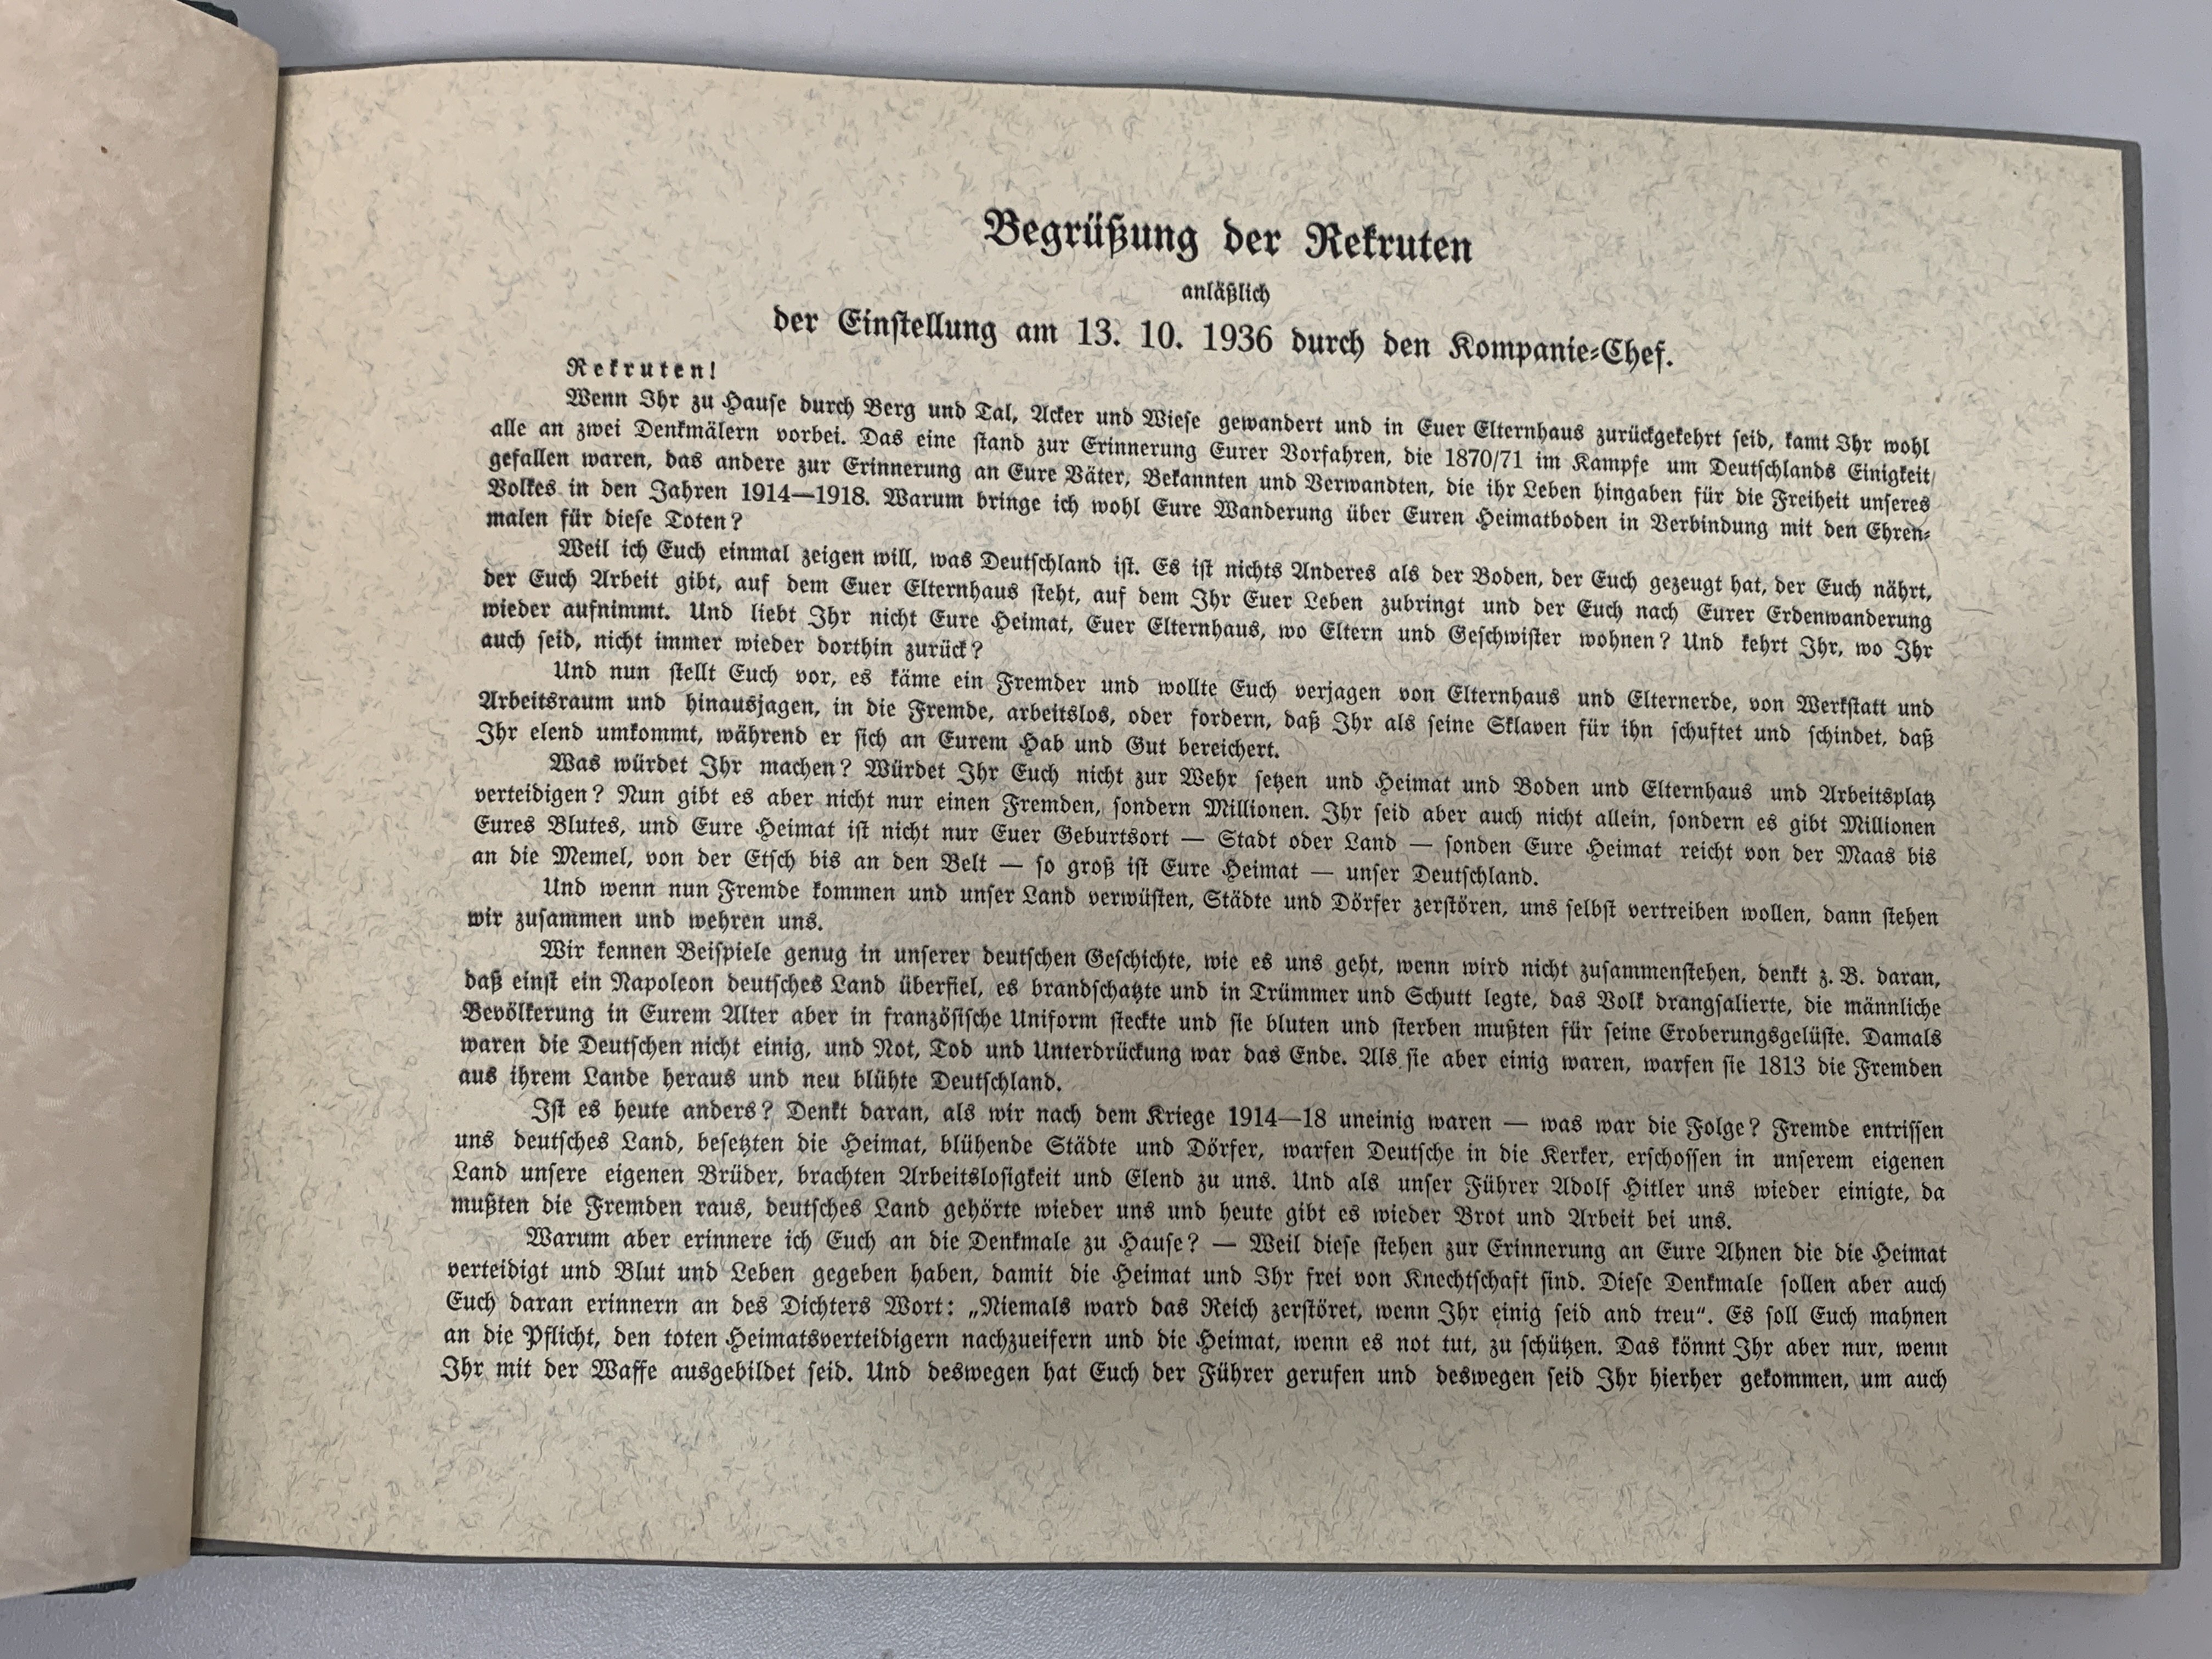 Begrüßung der Rekruten
anläßlich
der Einstellung am 13. 10. 1936 durch den Kompanie-Chef.
Rekruten!
Wenn Ihr zu Hause durch Berg und Tal, Acker und Wiese gewandert und in Euer Elternhaus zurückgekehrt seid, kamt Ihr wohl
alle an zwei Denkmälern vorbei. Das eine stand zur Erinnerung Eurer Vorfahren, die 1870/71 im Kampfe um Deutschlands Einigkeit
gefallen waren, das andere zur Erinnerung an Eure Väter, Bekannten und Verwandten, die ihr Leben hingaben für die Freiheit unseres
Volkes in den Jahren 1914—1918. Warum bringe ich wohl Eure Wanderung über Euren Heimatboden in Verbindung mit den Ehren-
malen für diese Toten?
Weil ich Euch einmal zeigen will, was Deutschland ist. Es ist nichts Anderes als der Boden, der Euch gezeugt hat, der Euch nährt,
der Euch Arbeit gibt, auf dem Euer Elternhaus steht, auf dem Ihr Euer Leben zubringt und der Euch nach Eurer Erdenwanderung
wieder aufnimmt. Und liebt Ihr nicht Eure Heimat, Euer Elternhaus, wo Eltern und Geschwister wohnen? Und kehrt Ihr, wo Ihr
auch seid, nicht immer wieder dorthin zurück?
Und nun stellt Euch vor, es käme ein Fremder und wollte Euch verjagen von Elternhaus und Elternerde, von Werkstatt und
Arbeitsraum und hinausjagen, in die Fremde, arbeitslos, oder fordern, daß Ihr als seine Sklaven für ihn schuftet und schindet, daß
Ihr elend umkommt, während er sich an Eurem Hab und Gut bereichert.
Was würdet Ihr machen? Würdet Ihr Euch nicht zur Wehr setzen und Heimat und Boden und Elternhaus und Arbeitsplatz
verteidigen? Nun gibt es aber nicht nur einen Fremden, sondern Millionen. Ihr seid aber auch nicht allein, sondern es gibt Millionen
Eures Blutes, und Eure Heimat ist nicht nur Euer Geburtsort — Stadt oder Land — sonden Eure Heimat reicht von der Maas bis
an die Memel, von der Etsch bis an den Belt — so groß ist Eure Heimat — unser Deutschland.
Und wenn nun Fremde kommen und unser Land verwüsten, Städte und Dörfer zerstören, uns selbst vertreiben wollen, dann stehen
wir zusammen und wehren uns.
Wir kennen Beispiele genug in unserer deutschen Geschichte, wie es uns geht, wenn wird nicht zusammenstehen, denkt z. B. daran,
daß einst ein Napoleon deutsches Land überfiel, es brandschatzte und in Trümmer und Schutt legte, das Volk drangsalierte, die männliche
Bevölkerung in Eurem Alter aber in französische Uniform steckte und sie bluten und sterben mußten für seine Eroberungsgelüste. Damals
waren die Deutschen nicht einig, und Not, Tod und Unterdrückung war das Ende. Als sie aber einig waren, warfen sie 1813 die Fremden
aus ihrem Lande heraus und neu blühte Deutschland.
Ist es heute anders? Denkt daran, als wir nach dem Kriege 1914—18 uneinig waren — was war die Folge? Fremde entrissen
uns deutsches Land, besetzten die Heimat, blühende Städte und Dörfer, warfen Deutsche in die Kerker, erschossen in unserem eigenen
Land unsere eigenen Brüder, brachten Arbeitslosigkeit und Elend zu uns. Und als unser Führer Adolf Hitler uns wieder einigte, da
mußten die Fremden raus, deutsches Land gehörte wieder uns und heute gibt es wieder Brot und Arbeit bei uns.
Warum aber erinnere ich Euch an die Denkmale zu Hause? — Weil diese stehen zur Erinnerung an Eure Ahnen die die Heimat
verteidigt und Blut und Leben gegeben haben, damit die Heimat und Ihr frei von Knechtschaft sind. Diese Denkmale sollen aber auch
Euch daran erinnern an des Dichters Wort: „Niemals ward das Reich zerstöret, wenn Ihr einig seid and treu“. Es soll Euch mahnen
an die Pflicht, den toten Heimatsverteidigern nachzueifern und die Heimat, wenn es not tut, zu schützen. Das könnt Ihr aber nur, wenn
Ihr mit der Waffe ausgebildet seid. Und deswegen hat Euch der Führer gerufen und deswegen seid Ihr hierher gekommen, um auch